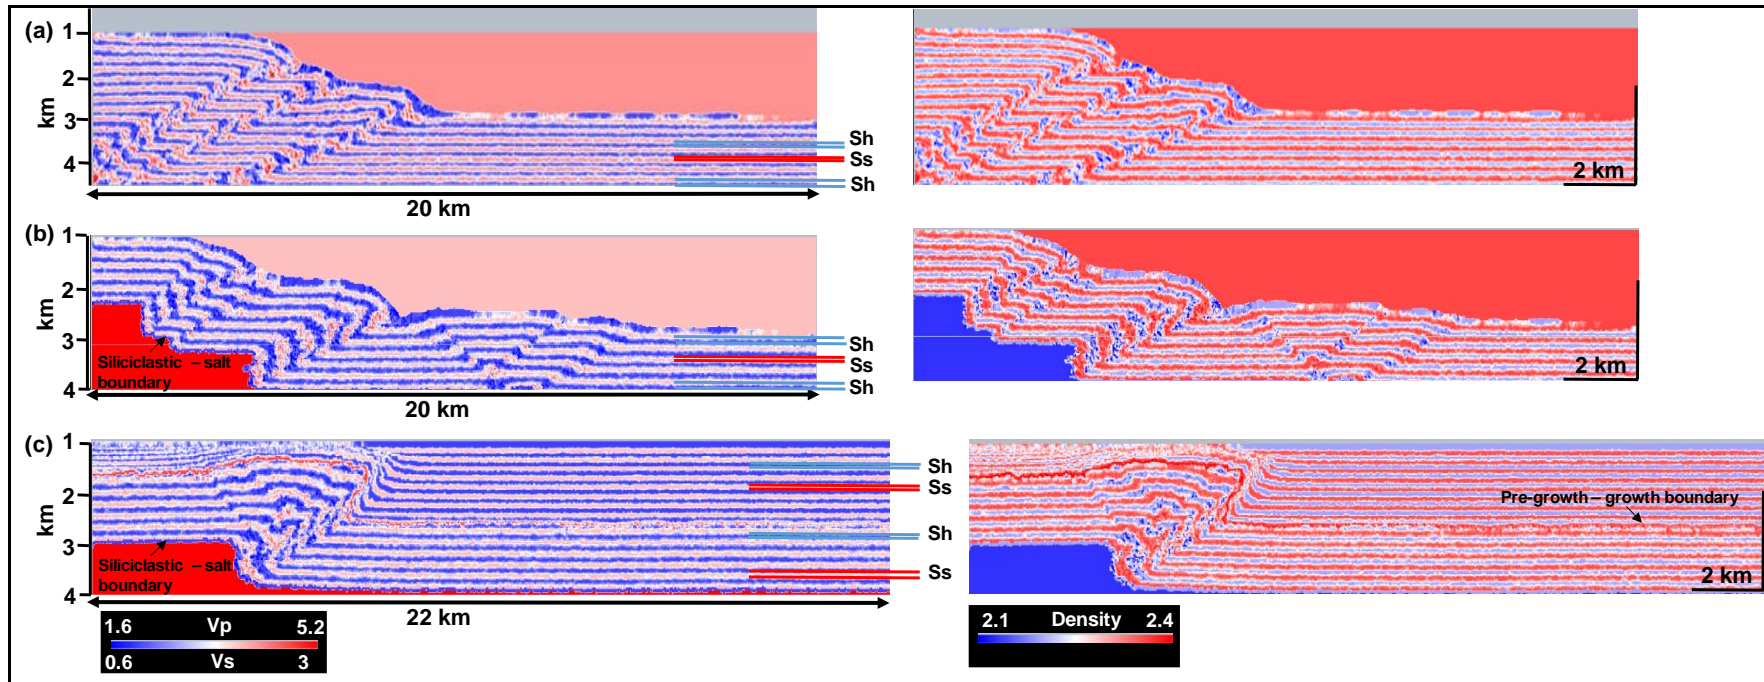 (a)
1
2
3
4
km
Sh
Ss
Sh
20 km
2 km
(b)
1
2
3
4
km
Siliciclastic – salt
boundary
Sh
Ss
Sh
20 km
2 km
(c)
1
2
3
4
km
Siliciclastic – salt
boundary
Sh
Ss
Sh
Ss
22 km
Pre-growth – growth boundary
2 km
1.6 Vp 5.2
0.6 Vs 3
2.1 Density 2.4